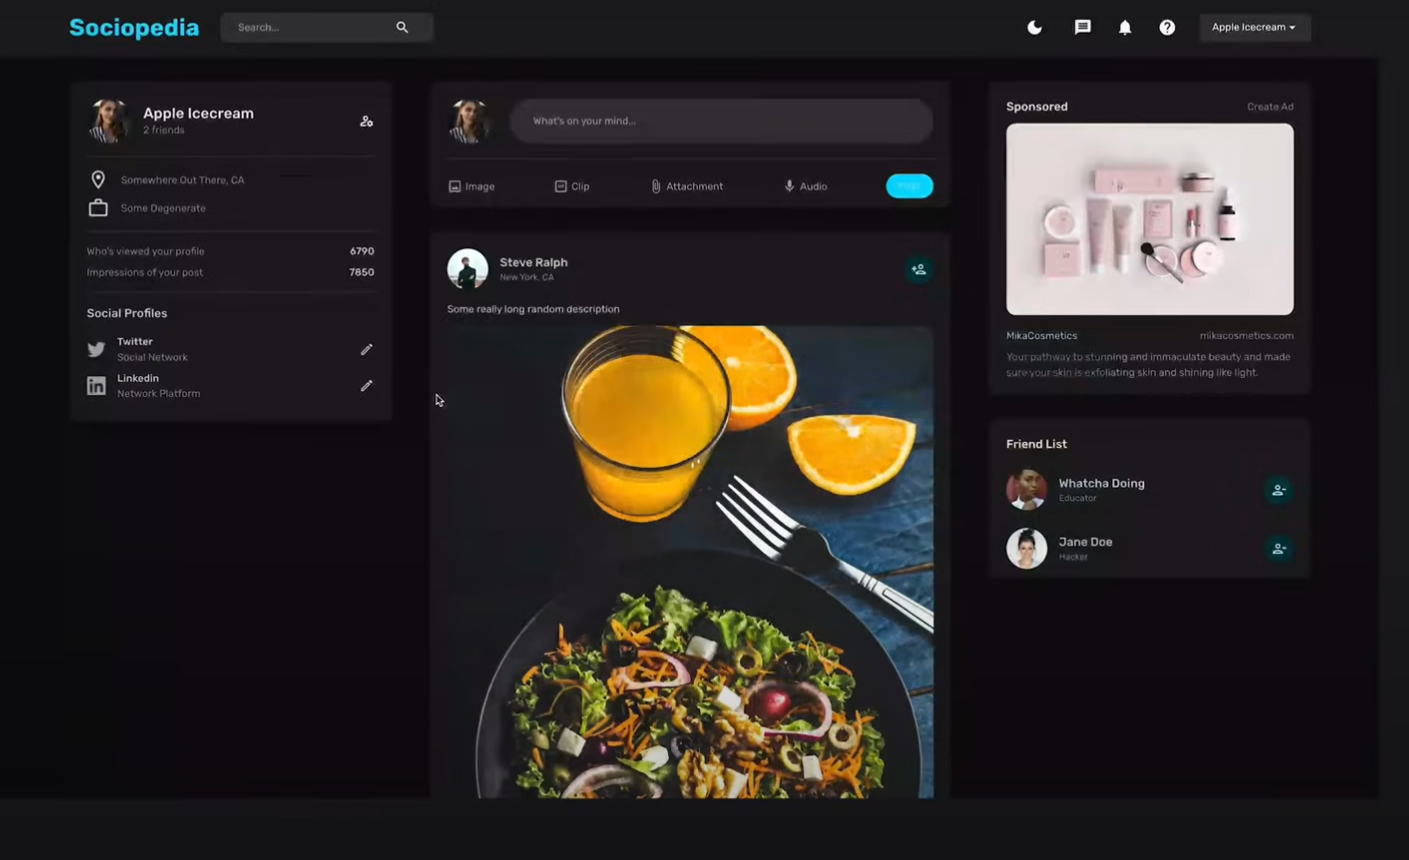 Sociopedia
Search...
Apple Icecream
Apple Icecream
2 friends
Somewhere Out There, CA
Some Degenerate
Who's viewed your profile 6790
Impressions of your post 7850
Social Profiles
Twitter
Social Network
Linkedin
Network Platform
What's on your mind...
Image Clip Attachment Audio
Steve Ralph
New York, CA
Some really long random description
Sponsored Create Ad
MikaCosmetics mikacosmetics.com
Your pathway to stunning and immaculate beauty and made
sure your skin is exfoliating skin and shining like light.
Friend List
Whatcha Doing
Educator
Jane Doe
Hacker